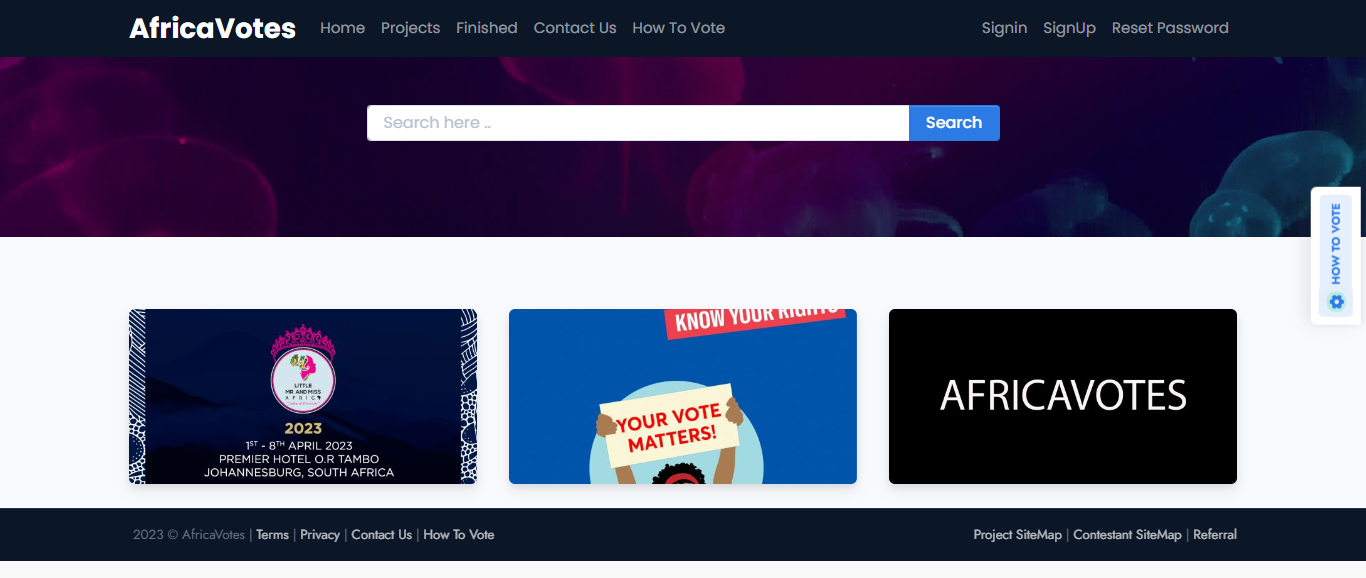 AfricaVotes Home Projects Finished Contact Us How To Vote Signin SignUp Reset Password
Search here .. Search
HOW TO VOTE
LITTLE
MR AND MISS
AFRICA
2023
1ST - 8TH APRIL 2023
PREMIER HOTEL O.R TAMBO
JOHANNESBURG, SOUTH AFRICA
KNOW YOUR RIGHTS
YOUR VOTE
MATTERS!
AFRICAVOTES
2023 © AfricaVotes | Terms | Privacy | Contact Us | How To Vote Project SiteMap | Contestant SiteMap | Referral